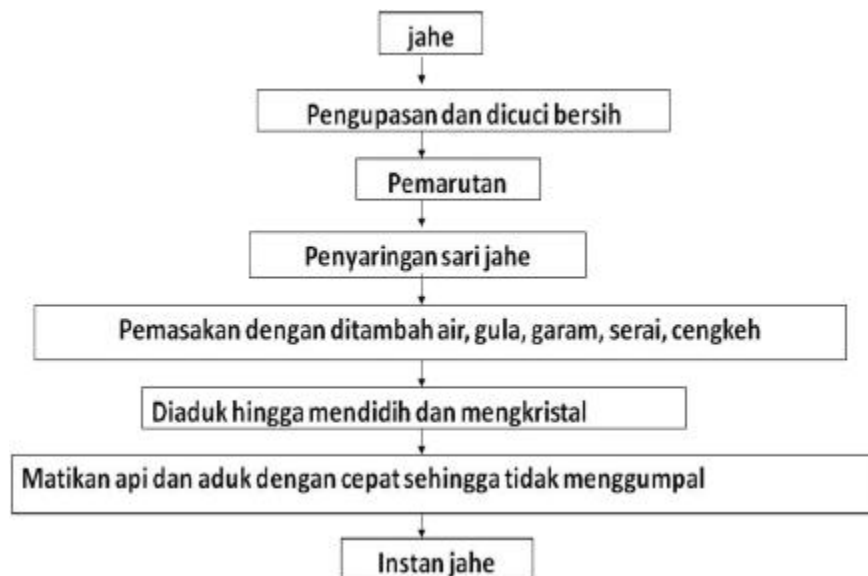 jahe
Pengupasan dan dicuci bersih
Pemarutan
Penyaringan sari jahe
Pemasakan dengan ditambah air, gula, garam, serai, cengkeh
Diaduk hingga mendidih dan mengkristal
Matikan api dan aduk dengan cepat sehingga tidak menggumpal
Instan jahe